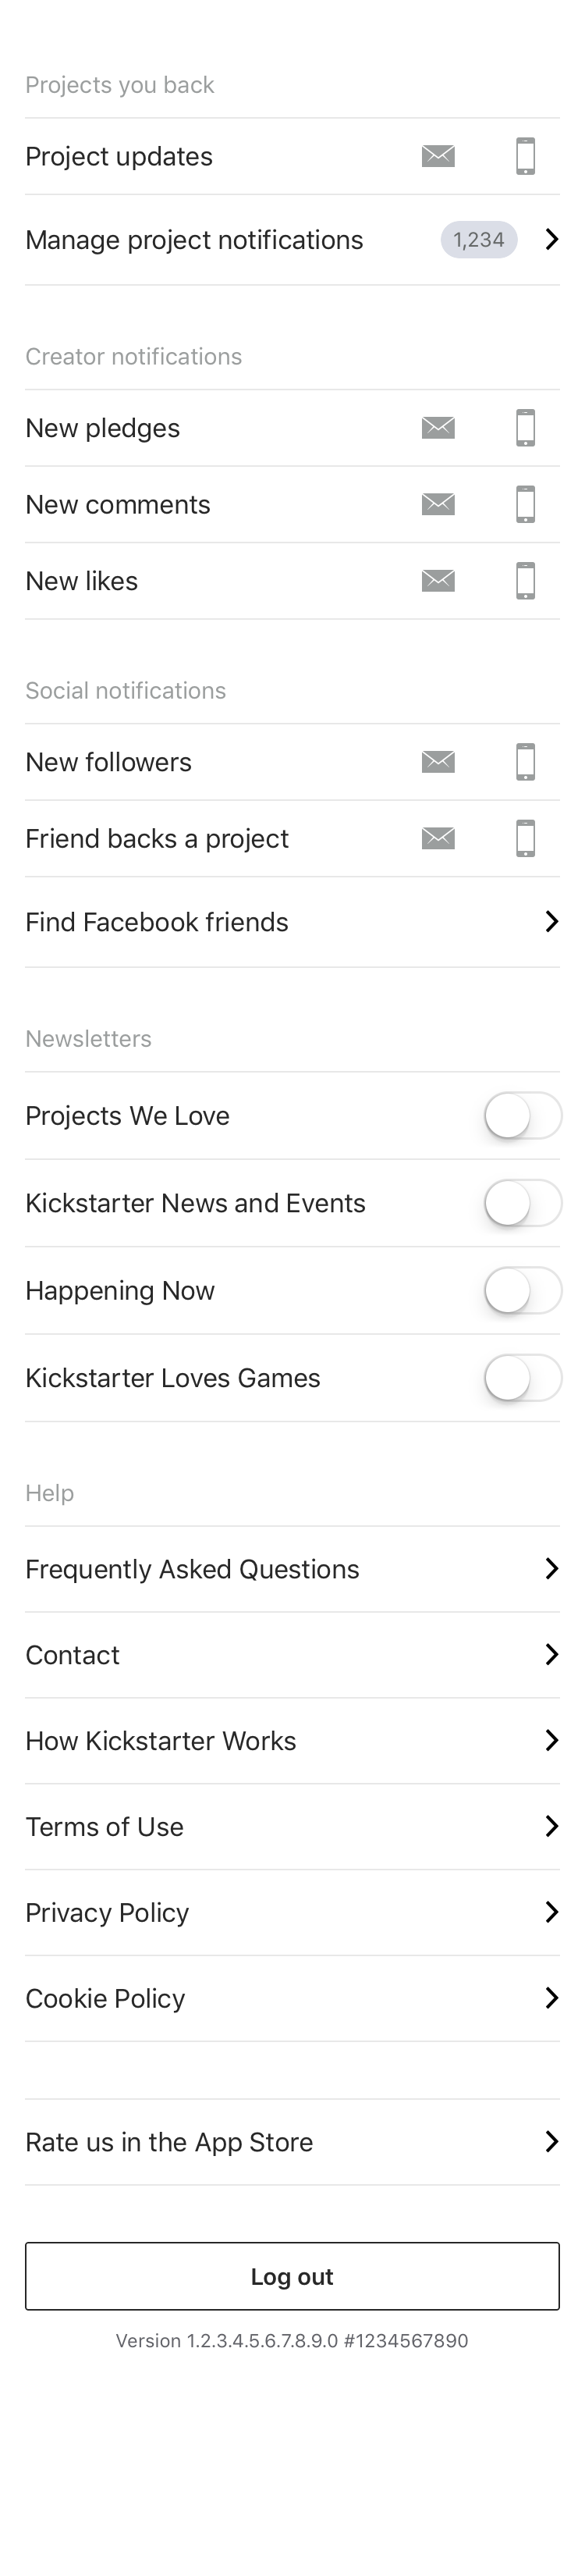 Projects you back
Project updates
Manage project notifications 1,234
Creator notifications
New pledges
New comments
New likes
Social notifications
New followers
Friend backs a project
Find Facebook friends
Newsletters
Projects We Love
Kickstarter News and Events
Happening Now
Kickstarter Loves Games
Help
Frequently Asked Questions
Contact
How Kickstarter Works
Terms of Use
Privacy Policy
Cookie Policy
Rate us in the App Store
Log out
Version 1.2.3.4.5.6.7.8.9.0 #1234567890